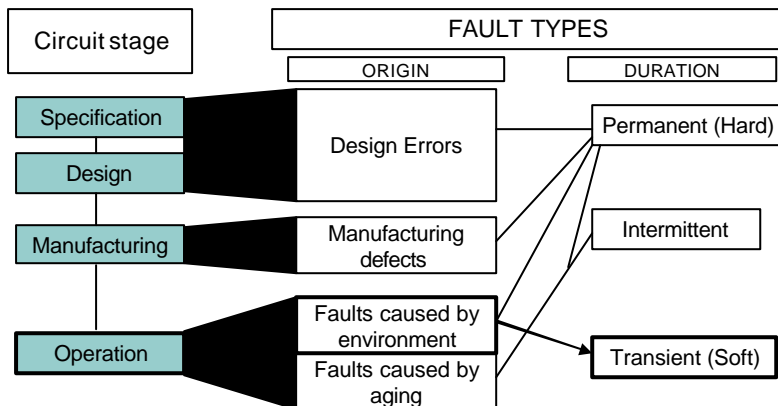 Circuit stage
FAULT TYPES
ORIGIN
DURATION
Specification
Design
Manufacturing
Operation
Design Errors
Manufacturing
defects
Faults caused by
environment
Faults caused by
aging
Permanent (Hard)
Intermittent
Transient (Soft)